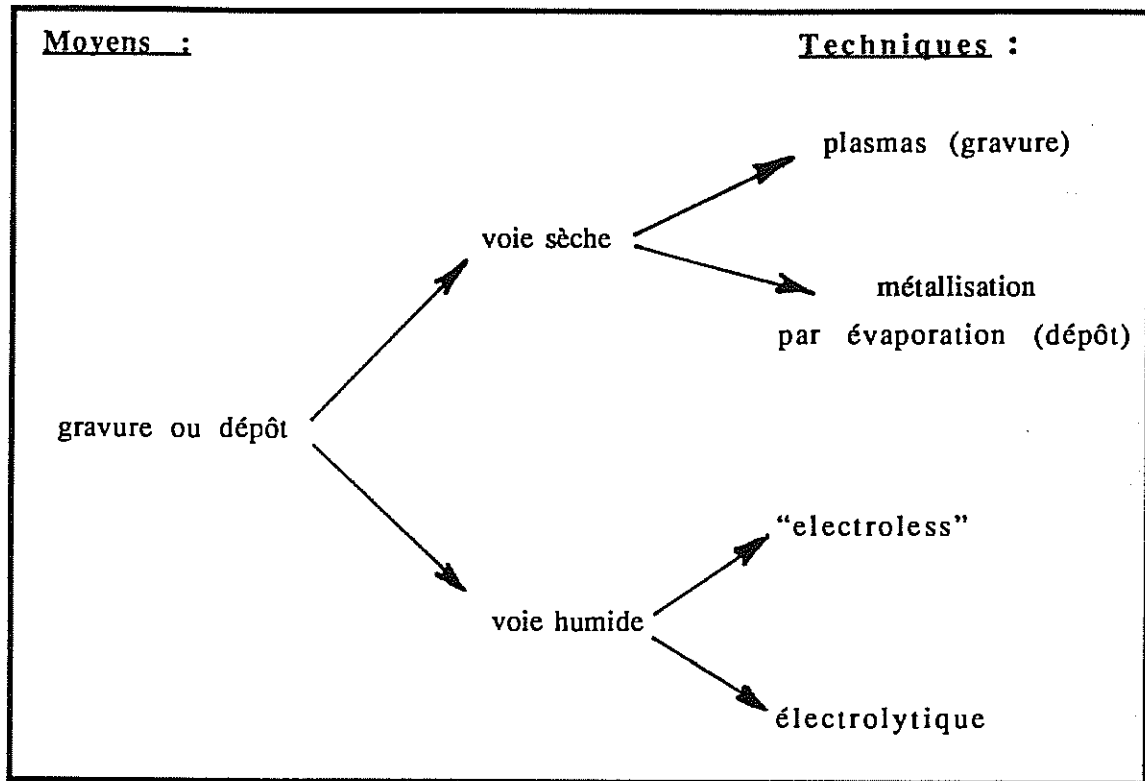 Moyens :
Techniques :
plasmas (gravure)
voie sèche
métallisation
par évaporation (dépôt)
gravure ou dépôt
“electroless”
voie humide
électrolytique